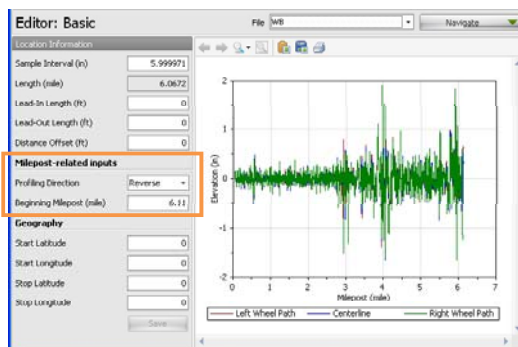 Editor: Basic
File WB
Navigate
Location Information
Sample Interval (in) 5.999971
Length (mile) 6.0672
Lead-In Length (ft) 0
Lead-Out Length (ft) 0
Distance Offset (ft) 0
Milepost-related inputs
Profiling Direction Reverse
Beginning Milepost (mile) 6.11
Geography
Start Latitude 0
Start Longitude 0
Stop Latitude 0
Stop Longitude 0
Save
Elevation (in)
2
1
0
-1
-2
0 1 2 3 4 5 6 7
Milepost (mile)
Left Wheel Path Centerline Right Wheel Path